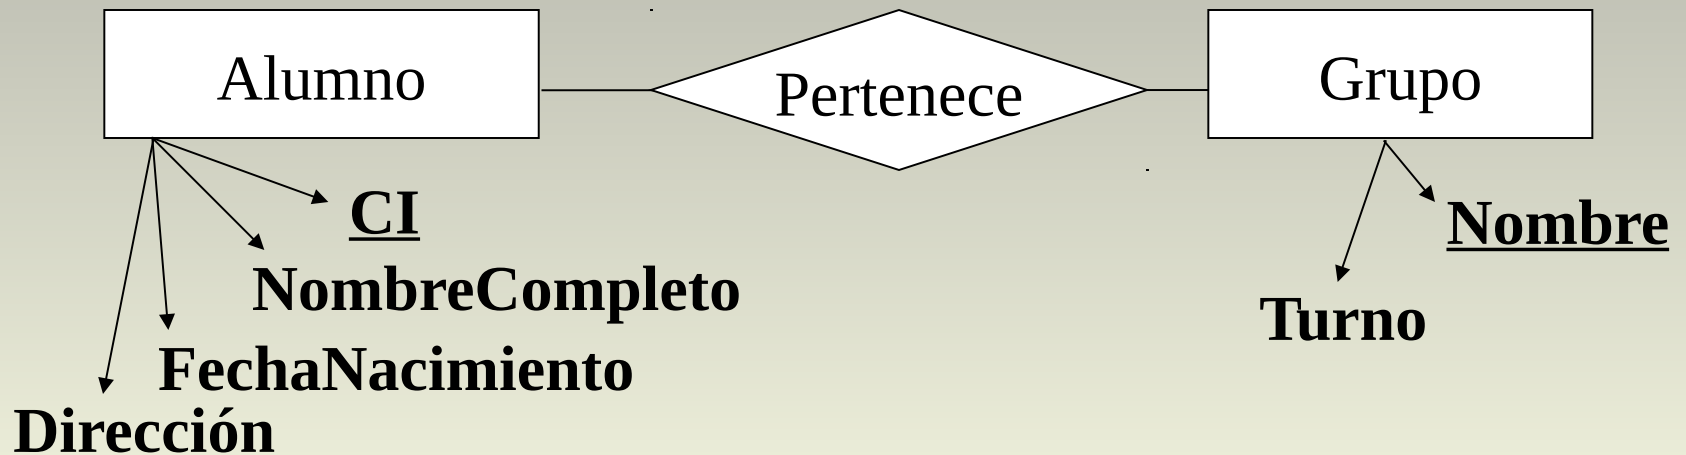 Alumno
Pertenece
Grupo
CI
Nombre
NombreCompleto
Turno
FechaNacimiento
Dirección